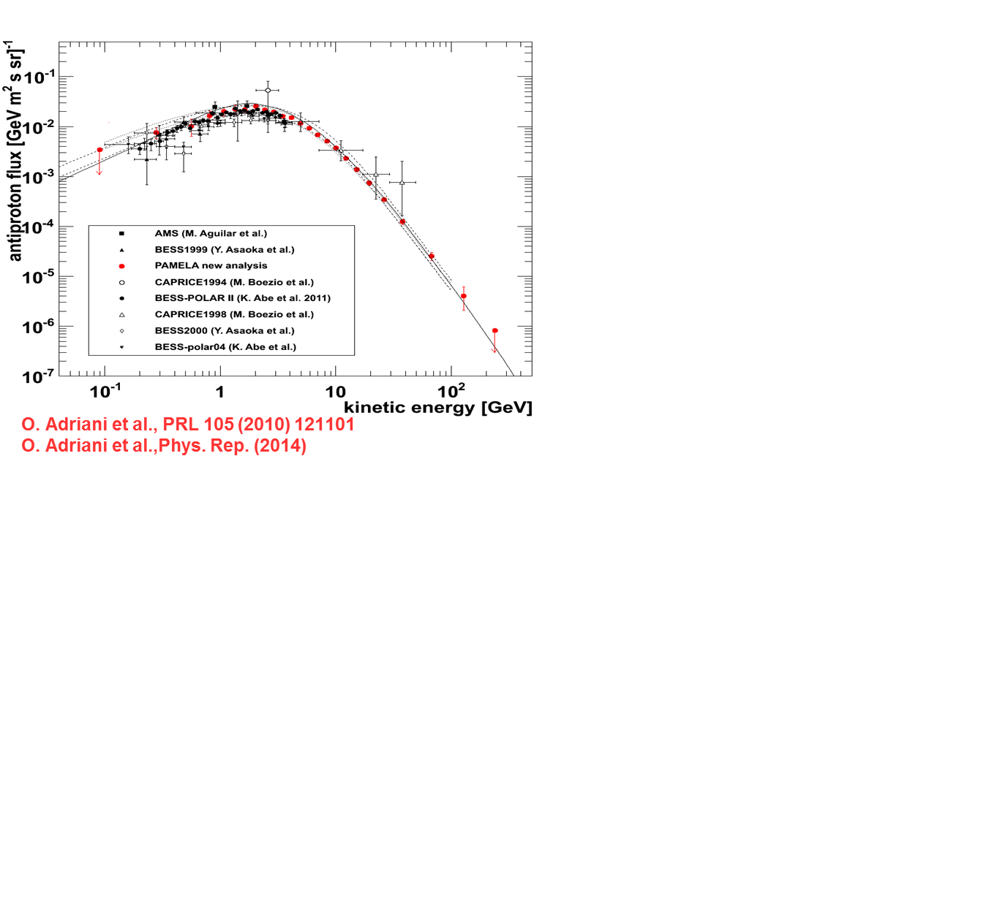 antiproton flux [GeV m² s sr]⁻¹
10⁻¹
10⁻²
10⁻³
10⁻⁴
10⁻⁵
10⁻⁶
10⁻⁷
AMS (M. Aguilar et al.)
BESS1999 (Y. Asaoka et al.)
PAMELA new analysis
CAPRICE1994 (M. Boezio et al.)
BESS-POLAR II (K. Abe et al. 2011)
CAPRICE1998 (M. Boezio et al.)
BESS2000 (Y. Asaoka et al.)
BESS-polar04 (K. Abe et al.)
10⁻¹ 1 10 10²
kinetic energy [GeV]
O. Adriani et al., PRL 105 (2010) 121101
O. Adriani et al.,Phys. Rep. (2014)